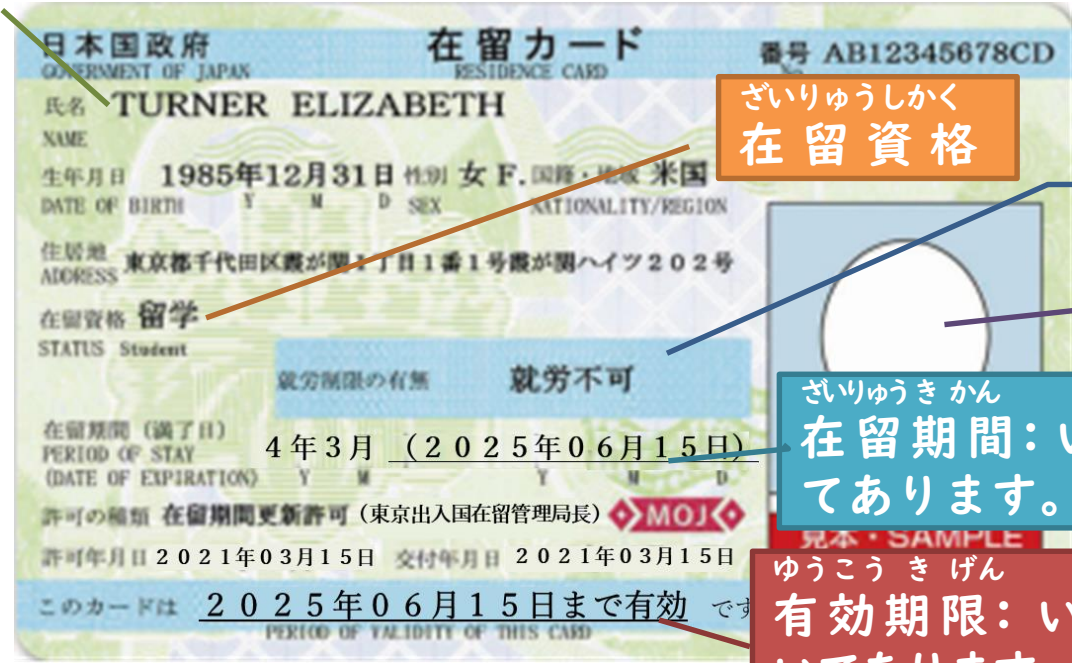 日本国政府 在留カード 番号 AB12345678CD
GOVERNMENT OF JAPAN RESIDENCE CARD No.
氏名 TURNER ELIZABETH
NAME
ざいりゅうしかく
在留資格
生年月日 1985年12月31日 性別 女 F. 国籍・地域 米国
DATE OF BIRTH Y M D SEX NATIONALITY/REGION
住居地 東京都千代田区霞が関1丁目1番1号霞が関ハイツ202号
ADDRESS
在留資格 留学
STATUS Student
就労制限の有無 就労不可
ざいりゅうきかん
在留期間:い
てあります。
在留期間(満了日) 4年3月(2025年06月15日)
PERIOD OF STAY
(DATE OF EXPIRATION) Y M Y M D
許可の種類 在留期間更新許可(東京出入国在留管理局長) MOJ
見本・SAMPLE
許可年月日 2021年03月15日 交付年月日 2021年03月15日
このカードは 2025年06月15日まで有効 です
PERIOD OF VALIDITY OF THIS CARD
ゆうこうきげん
有効期限:い